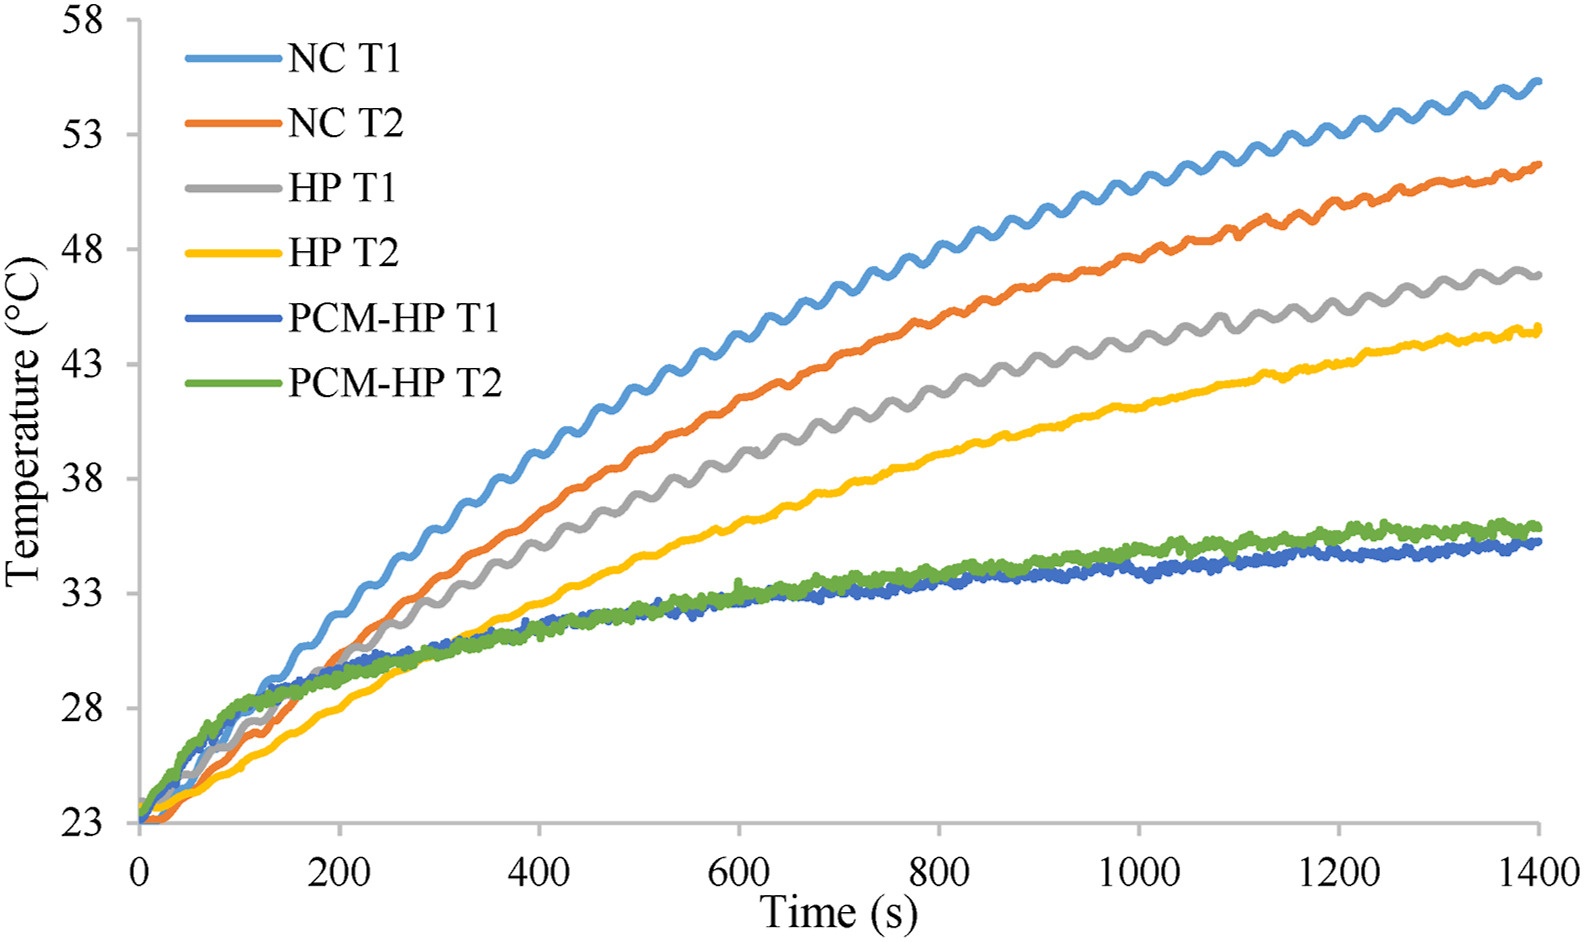 58
53
48
43
38
33
28
23
Temperature (°C)
NC T1
NC T2
HP T1
HP T2
PCM-HP T1
PCM-HP T2
0 200 400 600 800 1000 1200 1400
Time (s)